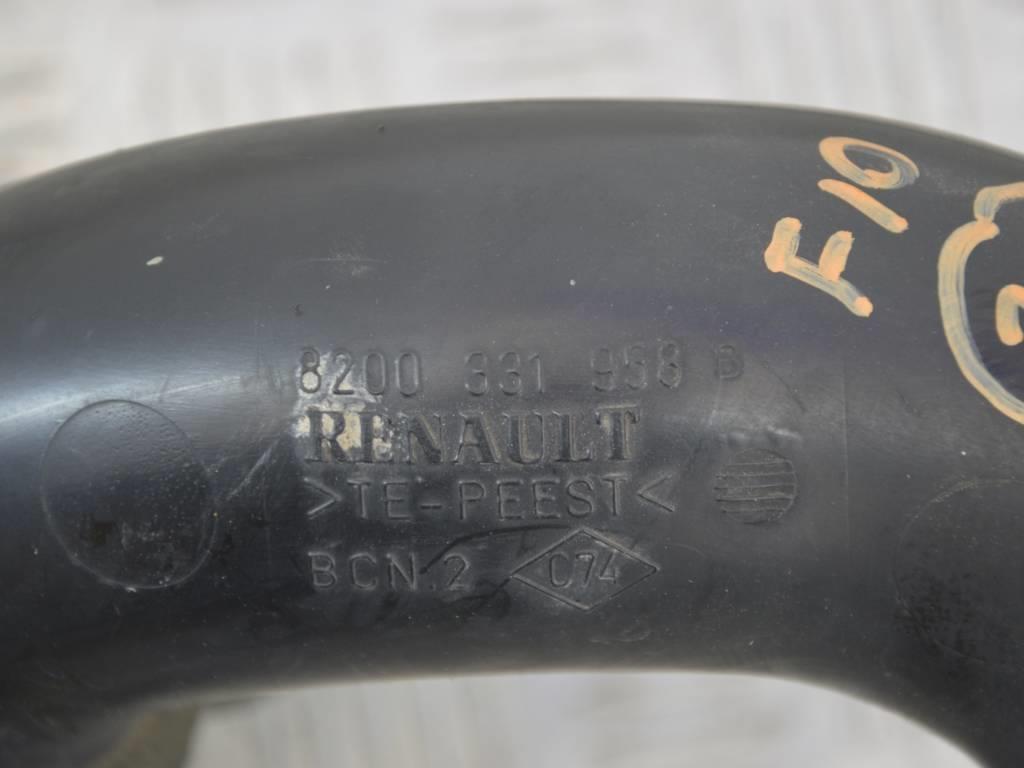 F10
8200 331 958 B
RENAULT
>TE-PEEST<
BCN.2 C74